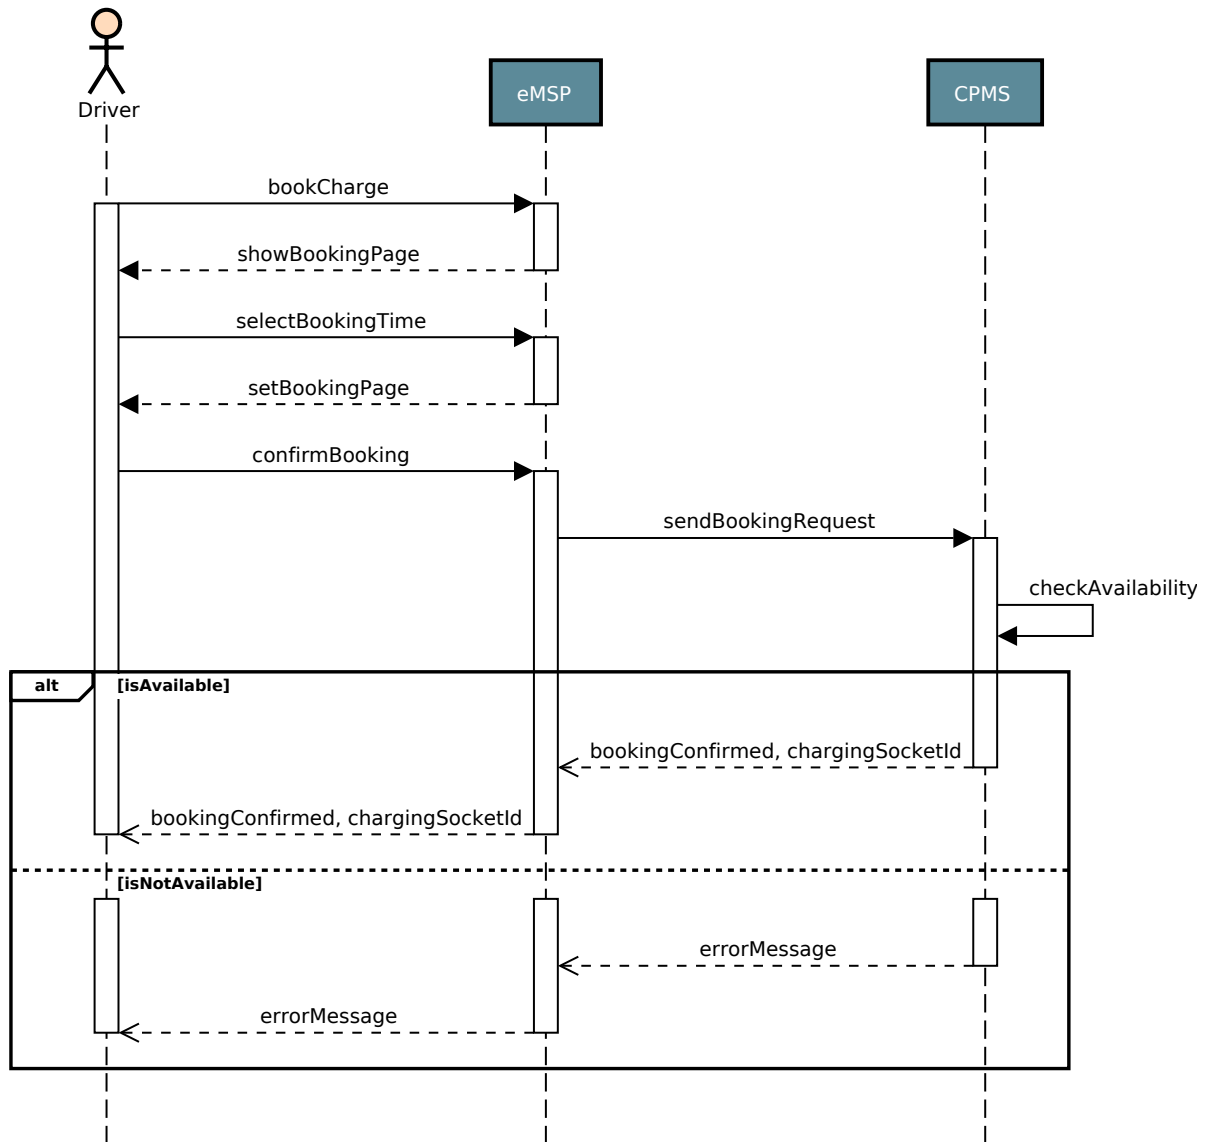 Driver
eMSP
CPMS
bookCharge
showBookingPage
selectBookingTime
setBookingPage
confirmBooking
sendBookingRequest
checkAvailability
alt
[isAvailable]
bookingConfirmed, chargingSocketId
bookingConfirmed, chargingSocketId
[isNotAvailable]
errorMessage
errorMessage